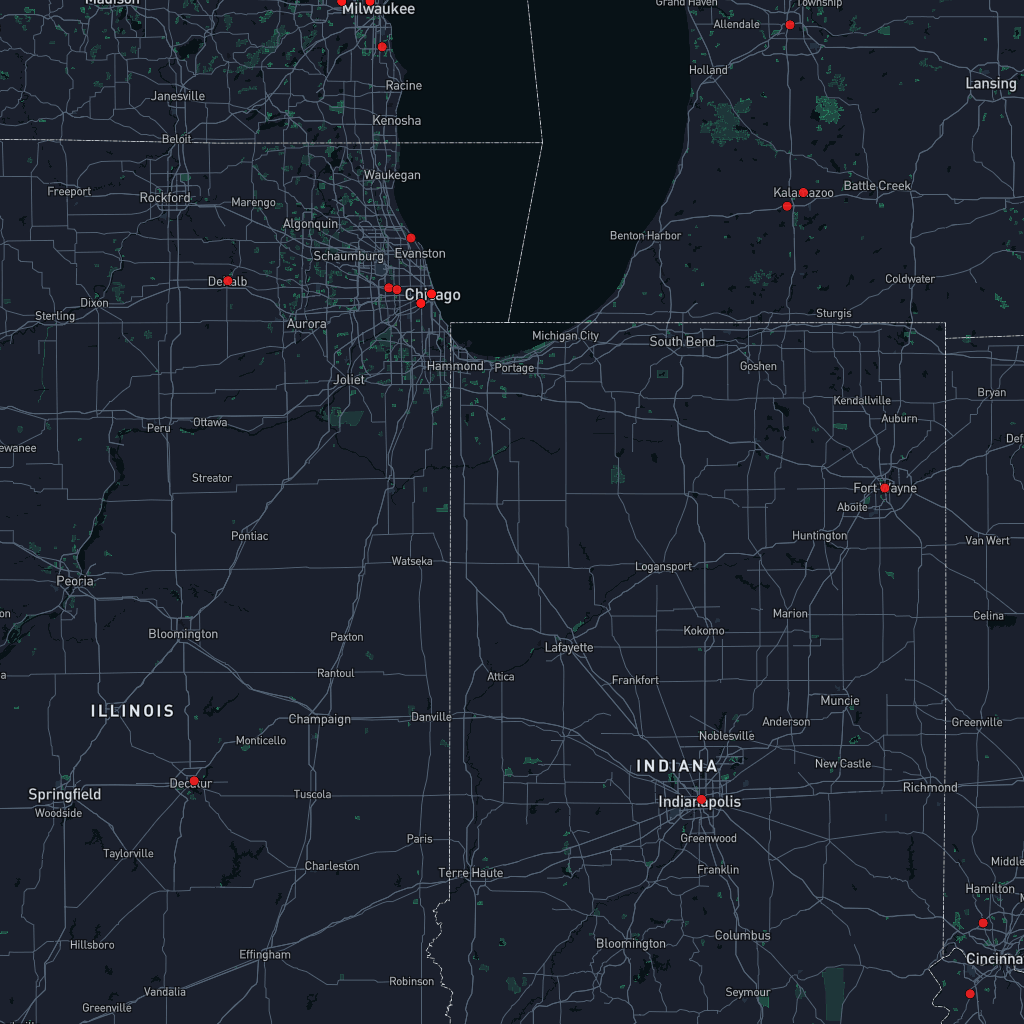 Madison
Milwaukee
Grand Haven
Township
Allendale
Holland
Lansing
Racine
Janesville
Kenosha
Beloit
Waukegan
Freeport
Rockford
Marengo
Kalamazoo
Battle Creek
Algonquin
Benton Harbor
Schaumburg
Evanston
DeKalb
Coldwater
Chicago
Dixon
Sterling
Aurora
Sturgis
Michigan City
South Bend
Hammond
Portage
Goshen
Joliet
Bryan
Kendallville
Auburn
Ottawa
Peru
Def
ewanee
Streator
Fort Wayne
Aboite
Pontiac
Huntington
Van Wert
Watseka
Logansport
Peoria
on
Marion
Celina
Bloomington
Paxton
Kokomo
Lafayette
Rantoul
Attica
Frankfort
a
Muncie
ILLINOIS
Champaign
Danville
Anderson
Greenville
Monticello
Noblesville
INDIANA
New Castle
Decatur
Richmond
Springfield
Tuscola
Indianapolis
Woodside
Paris
Greenwood
Taylorville
Middle
Charleston
Terre Haute
Franklin
Hamilton
M
Hillsboro
Bloomington
Columbus
Effingham
Cincinna
Robinson
Vandalia
Seymour
Greenville